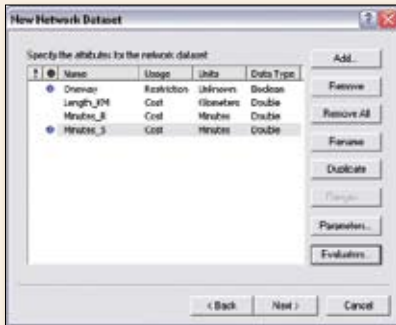 New Network Dataset
Specify the attributes for the network dataset
! Name Usage Units Data Type
Oneway Restriction Unknown Boolean
Length_KM Cost Kilometers Double
Minutes_R Cost Minutes Double
Minutes_S Cost Minutes Double
Add...
Remove
Remove All
Rename
Duplicate
Ranges...
Parameters...
Evaluators...
< Back Next > Cancel